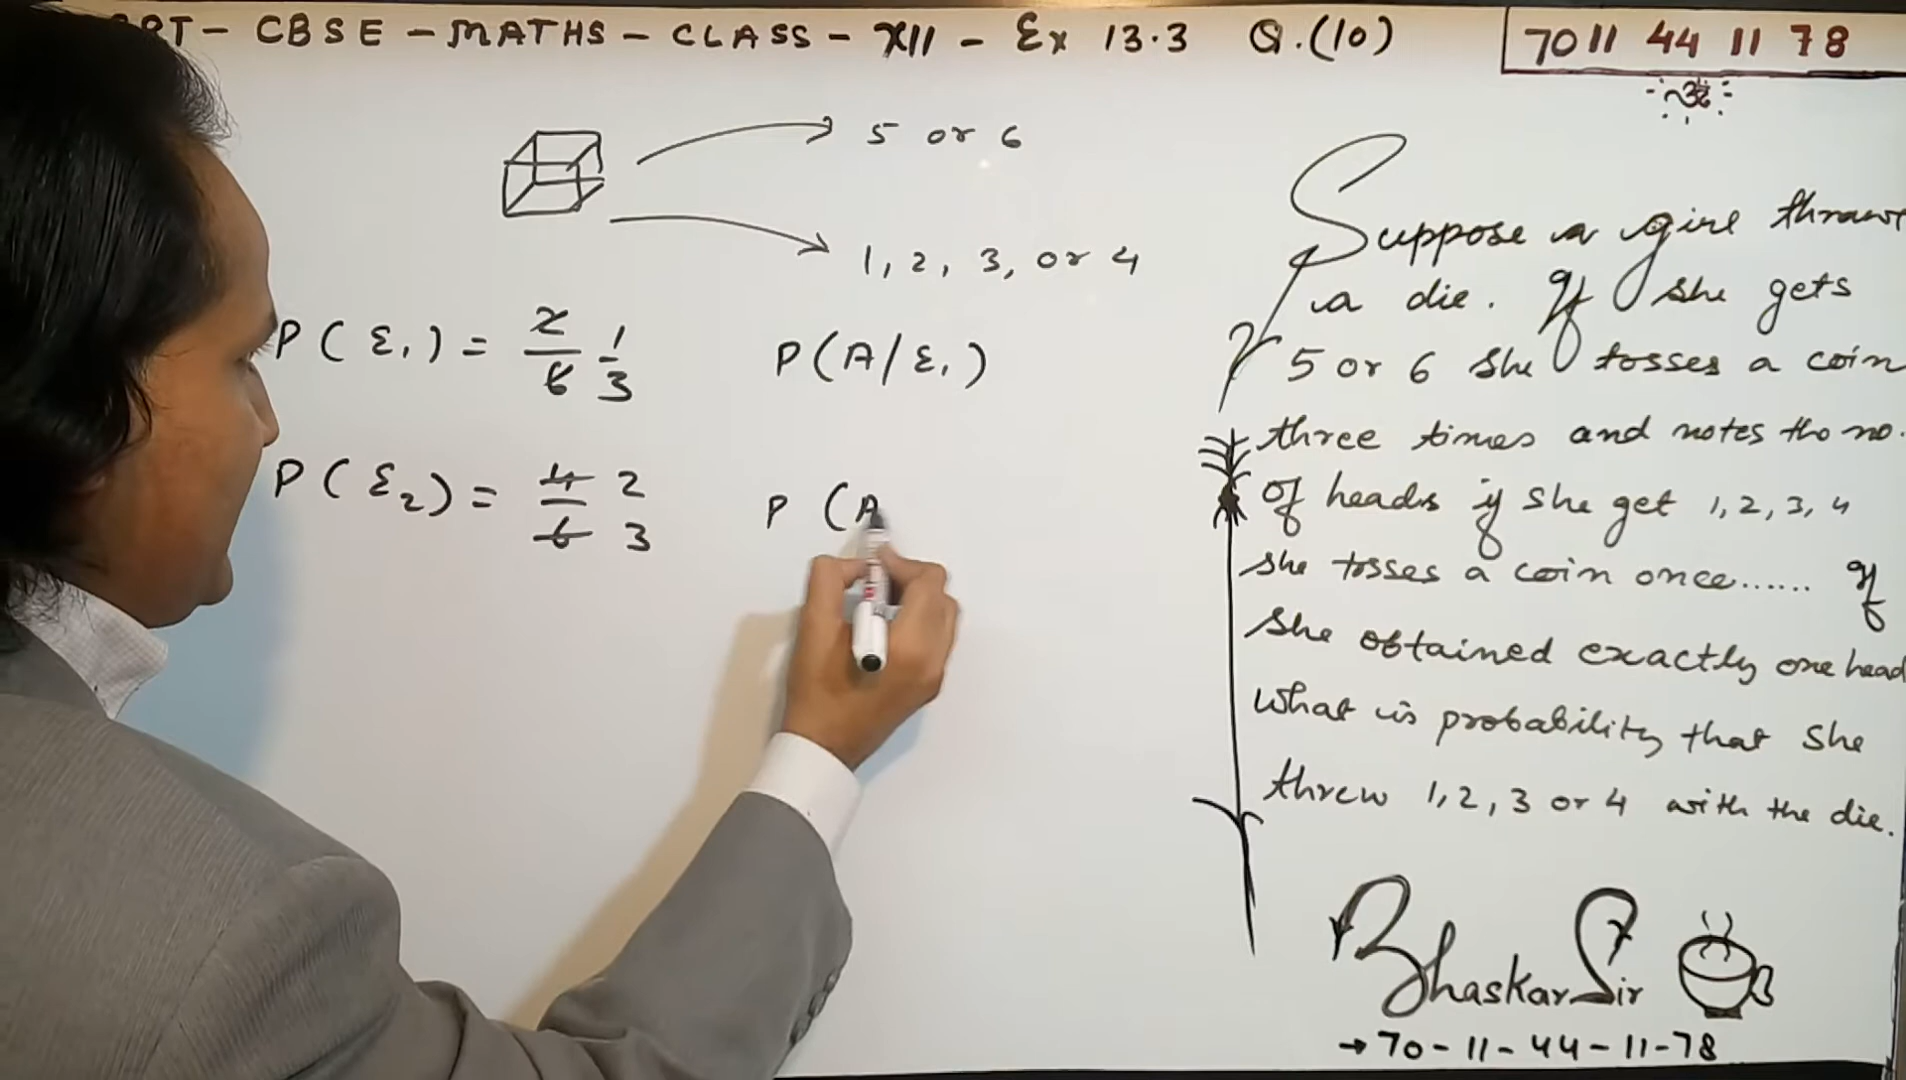 PT - CBSE - MATHS - CLASS - XII - Ex 13.3 Q.(10)
7011 44 11 78
5 or 6
1, 2, 3, or 4
P(E₁) = 2/6 1/3
P(A/E₁)
P(E₂) = 4/6 2/3
P(A
Suppose a girl throws
a die. If she gets
5 or 6 she tosses a coin
three times and notes the no.
of heads if she get 1, 2, 3, 4
she tosses a coin once...... If
she obtained exactly one head
what is probability that she
threw 1, 2, 3 or 4 with the die.
Bhaskar Sir
→ 70-11-44-11-78